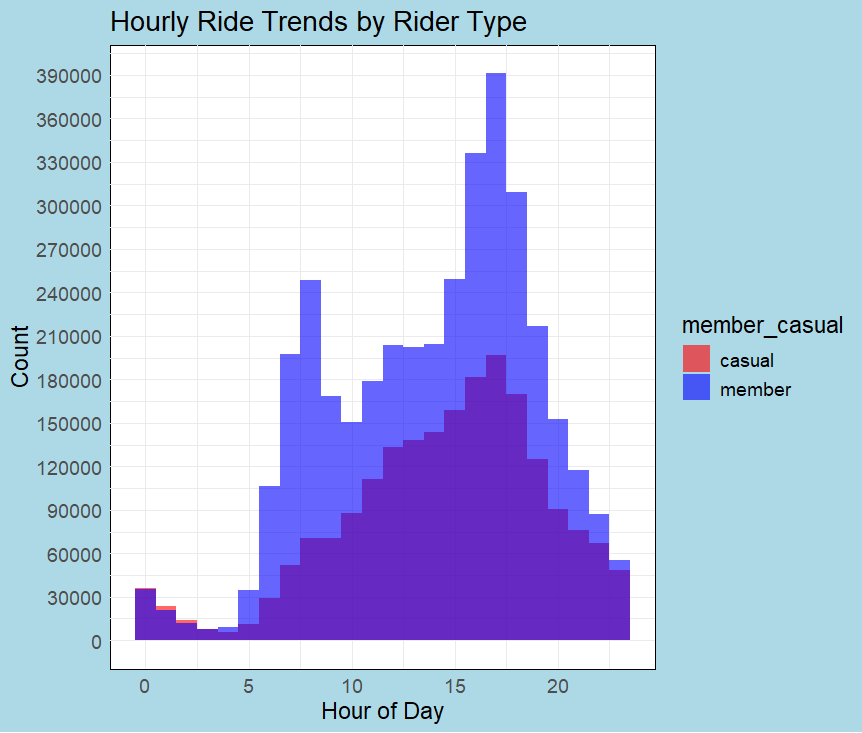 Hourly Ride Trends by Rider Type
Count
390000
360000
330000
300000
270000
240000
210000
180000
150000
120000
90000
60000
30000
0
0 5 10 15 20
Hour of Day
member_casual
casual
member